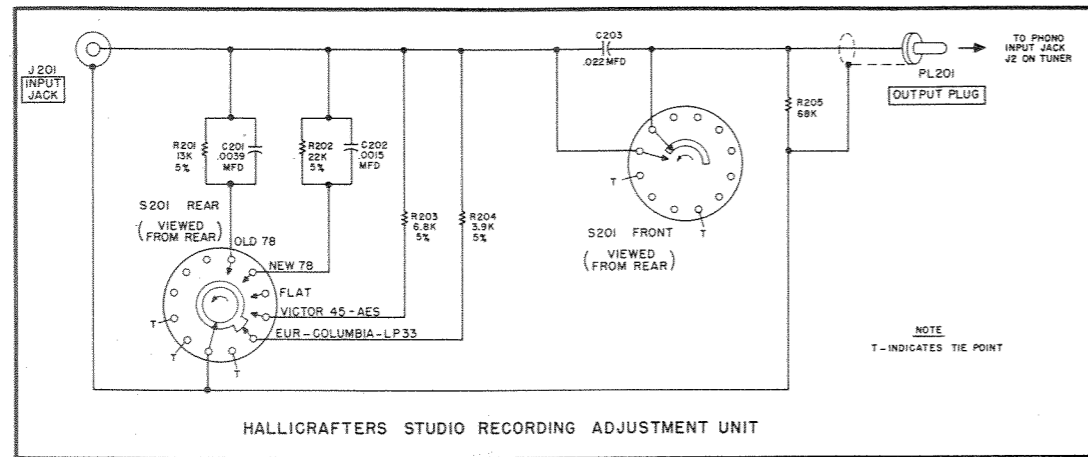 J201
INPUT
JACK
R201
13K
5%
C201
.0039
MFD
R202
22K
5%
C202
.0015
MFD
C203
.022 MFD
TO PHONO
INPUT JACK
J2 ON TUNER
PL201
OUTPUT PLUG
R205
68K
S201 REAR
(VIEWED
FROM REAR)
OLD 78
NEW 78
FLAT
VICTOR 45-AES
EUR-COLUMBIA-LP33
T
T
T
R203
6.8K
5%
R204
3.9K
5%
T
T
S201 FRONT
(VIEWED
FROM REAR)
NOTE
T-INDICATES TIE POINT
HALLICRAFTERS STUDIO RECORDING ADJUSTMENT UNIT